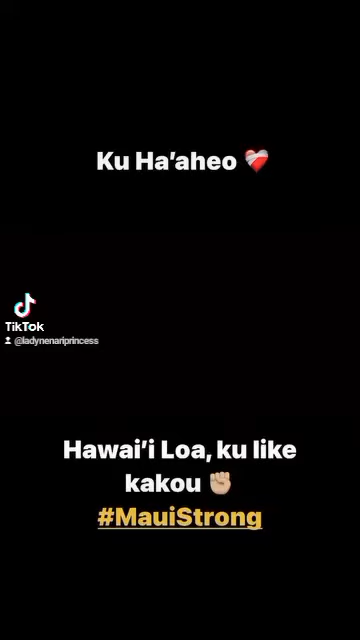 Ku Ha’aheo ❤️‍🩹
TikTok
@ladynenariprincess
Hawai’i Loa, ku like
kakou ✊🏼
#MauiStrong